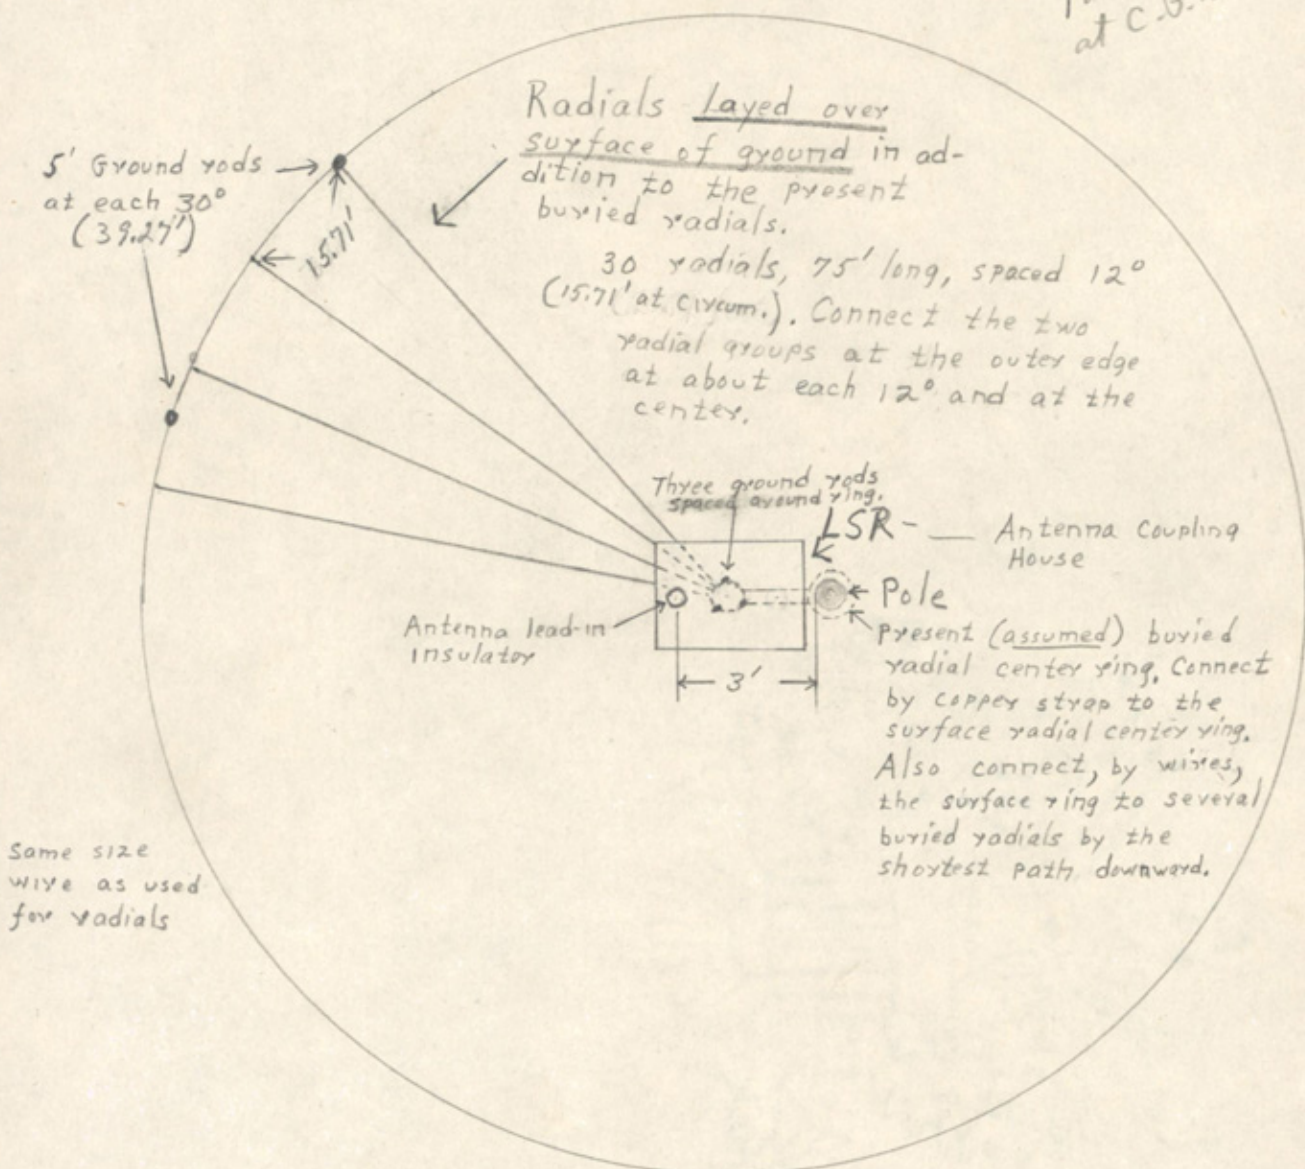 at C.G.
Radials Layed over
surface of ground in ad-
dition to the present
buried radials.
30 radials, 75' long, spaced 12°
(15.71' at circum.). Connect the two
radial groups at the outer edge
at about each 12° and at the
center.
5' Ground rods
at each 30°
(39.27')
15.71'
Three ground rods
spaced around ring.
LSR - Antenna Coupling
House
Pole
Antenna lead-in
insulator
3'
Present (assumed) buried
radial center ring. Connect
by copper strap to the
surface radial center ring.
Also connect, by wires,
the surface ring to several
buried radials by the
shortest path downward.
Same size
wire as used
for radials